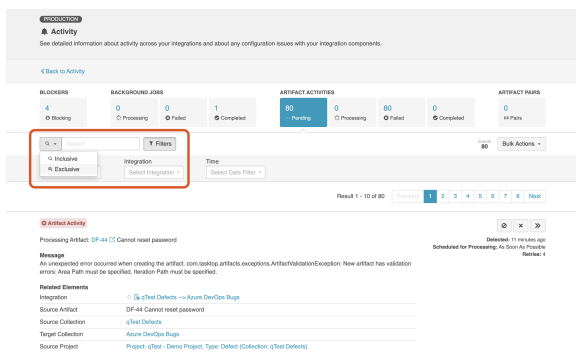 PRODUCTION
Activity
See detailed information about activity across your integrations and about any configuration issues with your integration components.
Back to Activity
BLOCKERS BACKGROUND JOBS ARTIFACT ACTIVITIES ARTIFACT PAIRS
4 0 0 1 80 0 80 0 0
Blocking Processing Failed Completed Pending Processing Failed Completed Pairs
Search Filters Events 80 Bulk Actions
Inclusive
Exclusive
Integration Time
Select Integration Select Date Filter
Result 1 - 10 of 80 Previous 1 2 3 4 5 6 7 8 Next
Artifact Activity
Processing Artifact: DF-44 Cannot reset password
Detected: 11 minutes ago
Scheduled for Processing: As Soon As Possible
Retries: 4
Message
An unexpected error occurred when creating the artifact. com.tasktop.artifacts.exceptions.ArtifactValidationException: New artifact has validation
errors: Area Path must be specified. Iteration Path must be specified.
Related Elements
Integration qTest Defects -> Azure DevOps Bugs
Source Artifact DF-44 Cannot reset password
Source Collection qTest Defects
Target Collection Azure DevOps Bugs
Source Project Project: qTest - Demo Project, Type: Defect (Collection: qTest Defects)